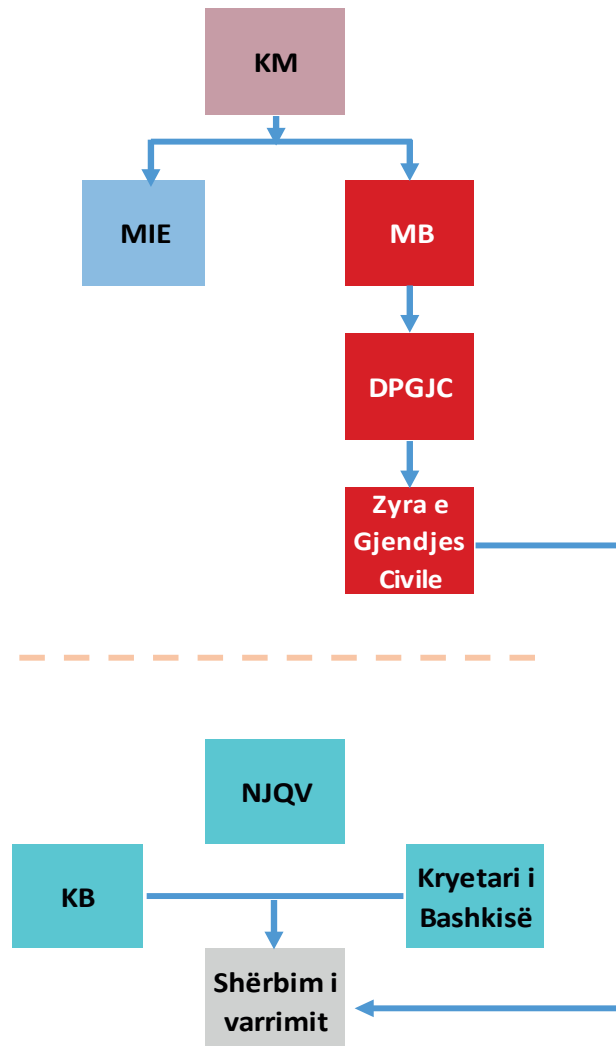 KM
MIE
MB
DPGJC
Zyra e
Gjendjes
Civile
NJQV
KB
Kryetari i
Bashkisë
Shërbim i
varrimit